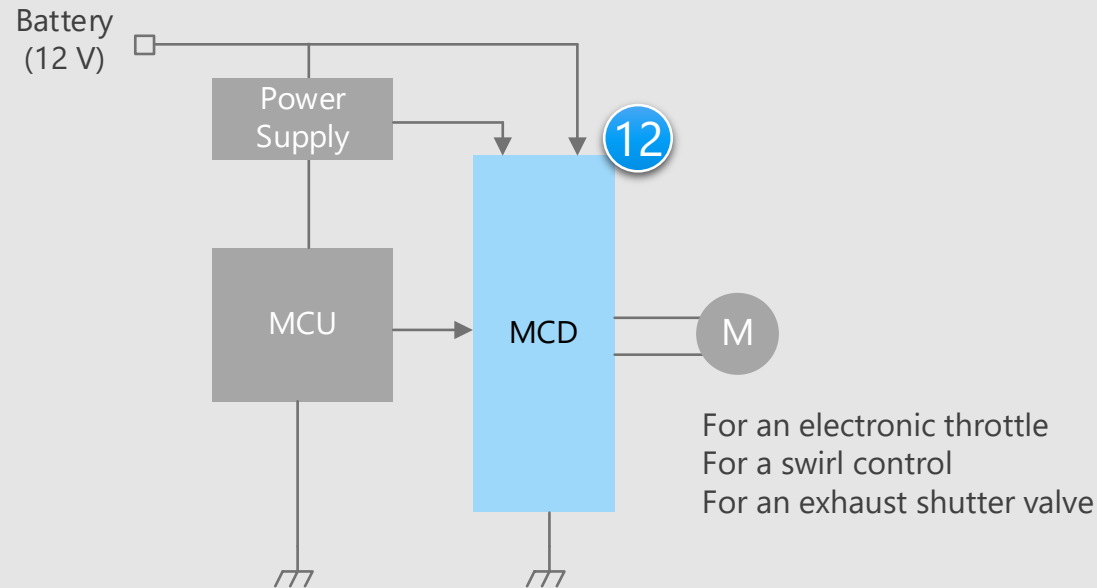 Battery
(12 V)
Power
Supply
12
MCU
MCD
M
For an electronic throttle
For a swirl control
For an exhaust shutter valve